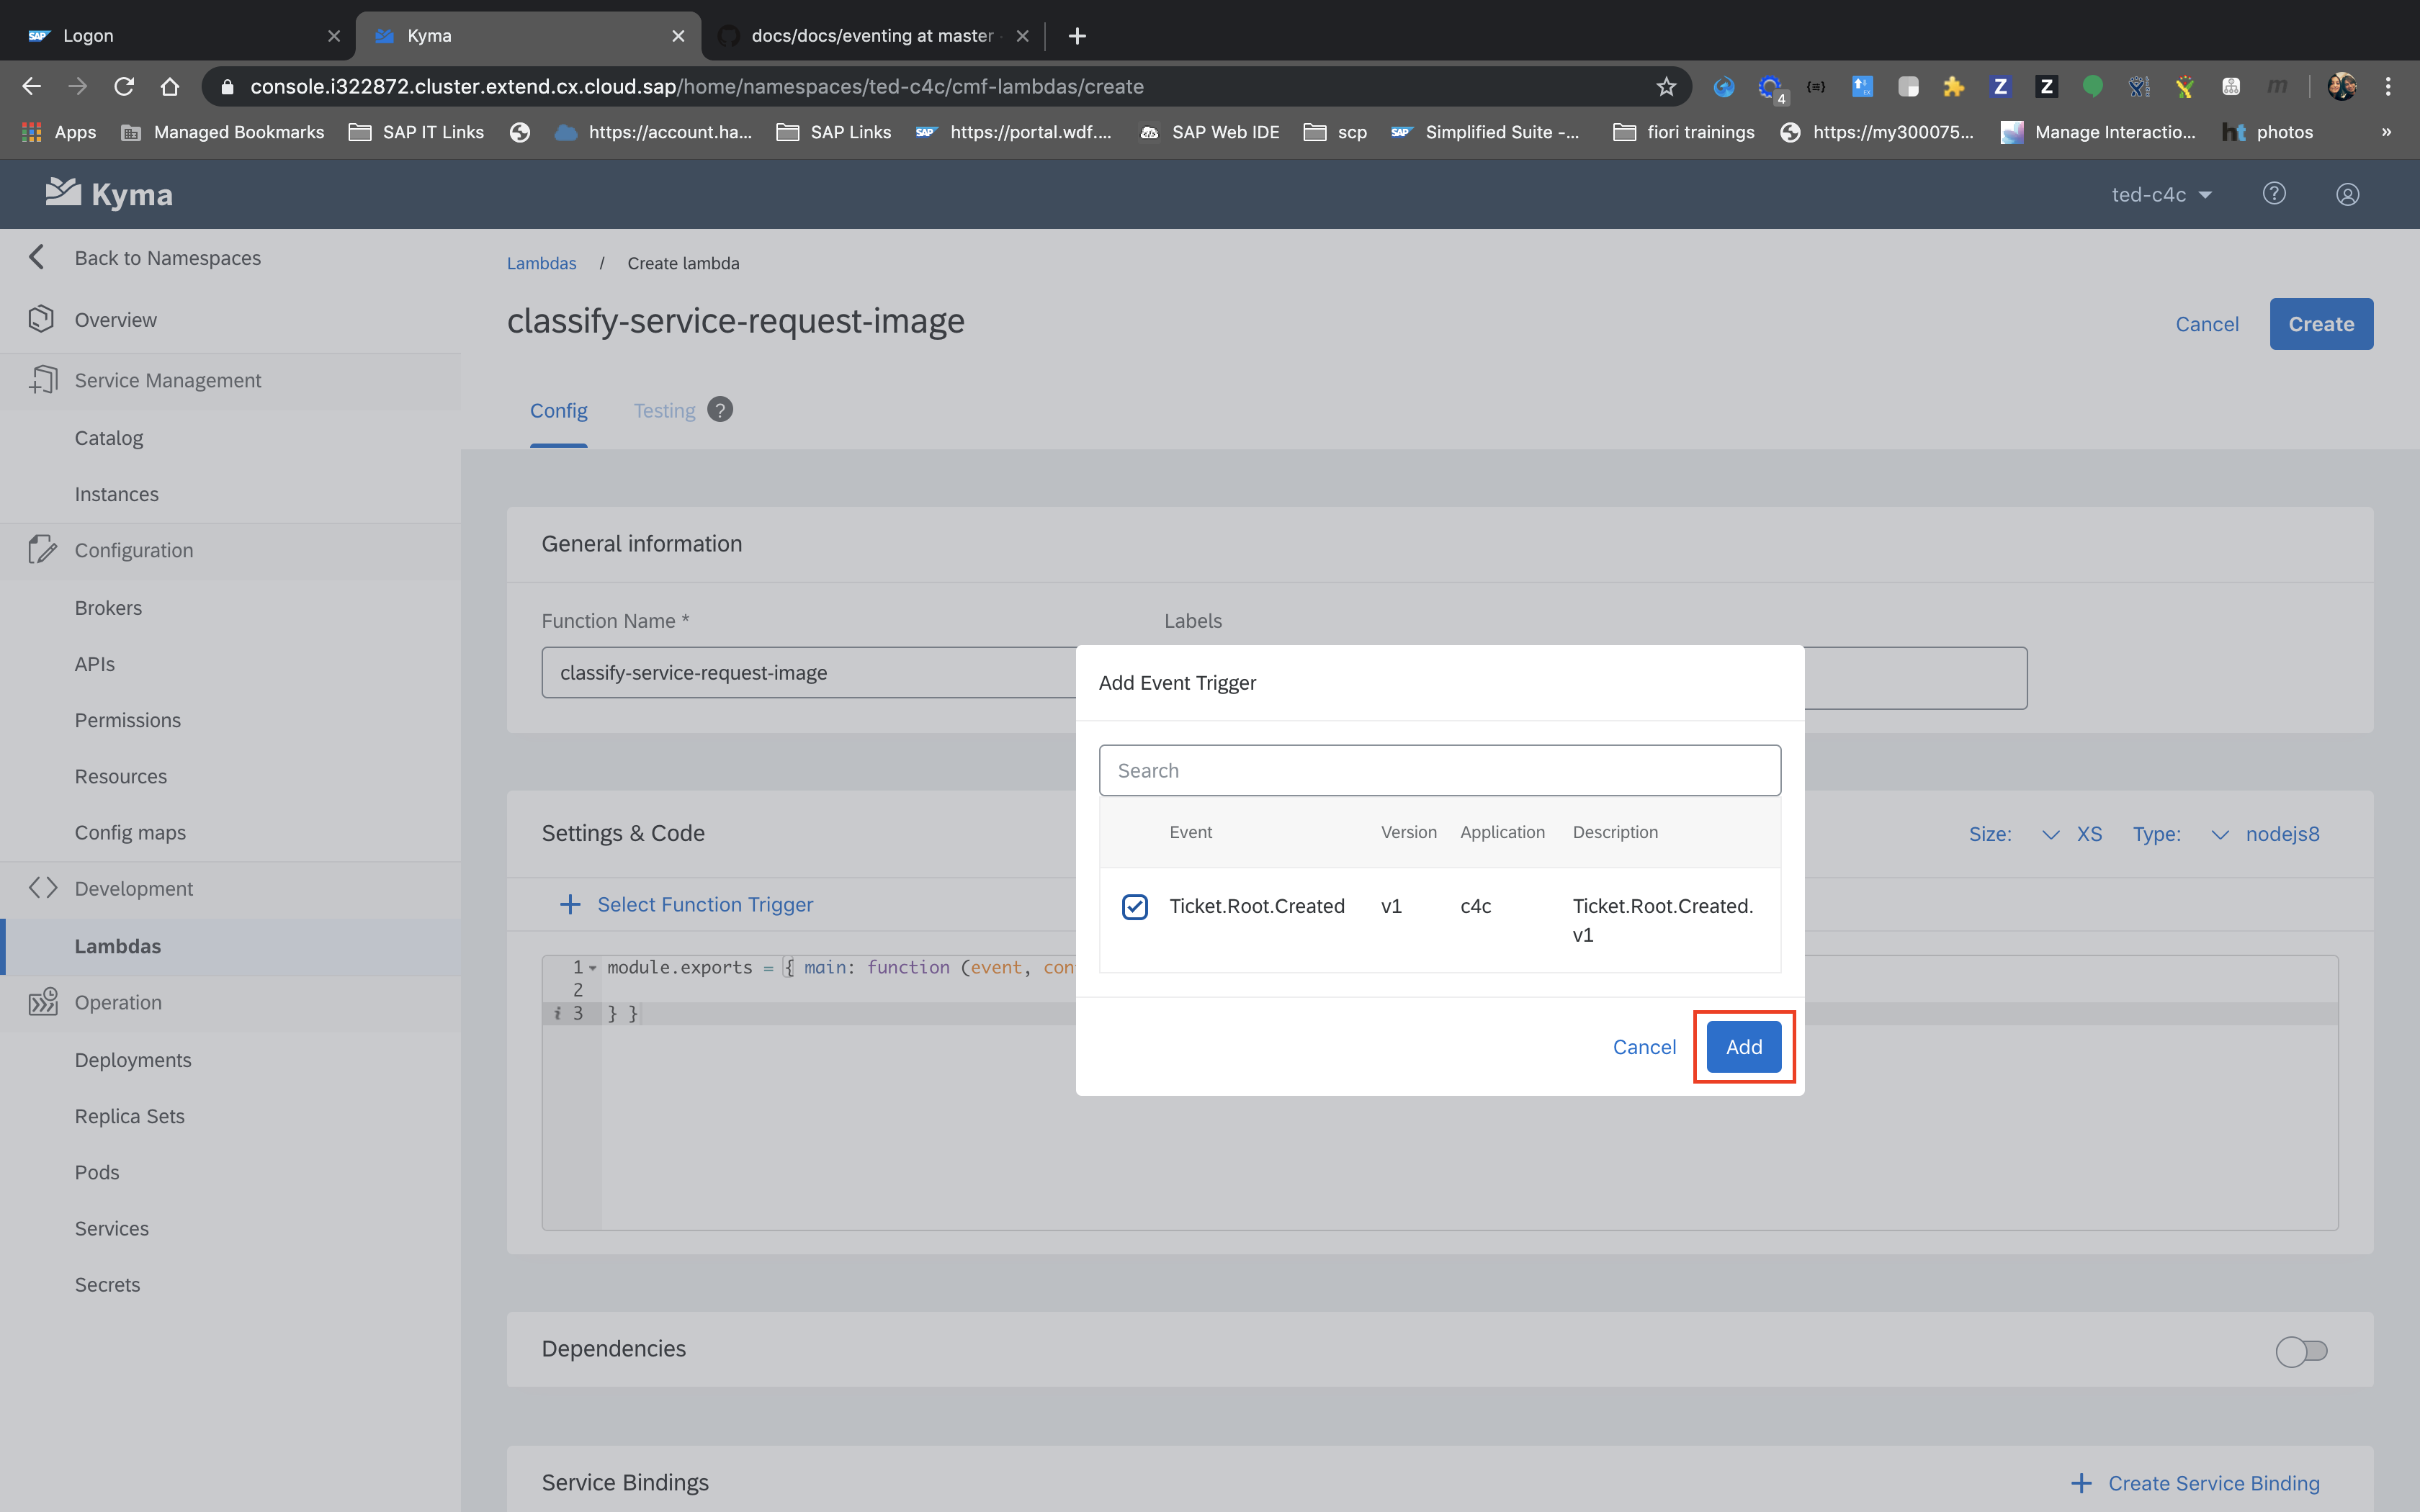 SAP Logon
Kyma
docs/docs/eventing at master
console.i322872.cluster.extend.cx.cloud.sap/home/namespaces/ted-c4c/cmf-lambdas/create
4
Z
Z
m
Apps
Managed Bookmarks
SAP IT Links
https://account.ha...
SAP Links
SAP https://portal.wdf....
SAP Web IDE
scp
SAP Simplified Suite -...
fiori trainings
https://my300075...
Manage Interactio...
ht photos
»
Kyma
ted-c4c
?
Back to Namespaces
Overview
Service Management
Catalog
Instances
Configuration
Brokers
APIs
Permissions
Resources
Config maps
Development
Lambdas
Operation
Deployments
Replica Sets
Pods
Services
Secrets
Lambdas / Create lambda
classify-service-request-image
Cancel
Create
Config
Testing ?
General information
Function Name *
Labels
classify-service-request-image
Settings & Code
Size: XS Type: nodejs8
+ Select Function Trigger
1 module.exports = { main: function (event, con
2
i 3 } }
Add Event Trigger
Search
Event Version Application Description
Ticket.Root.Created v1 c4c Ticket.Root.Created.
v1
Cancel
Add
Dependencies
Service Bindings
+ Create Service Binding